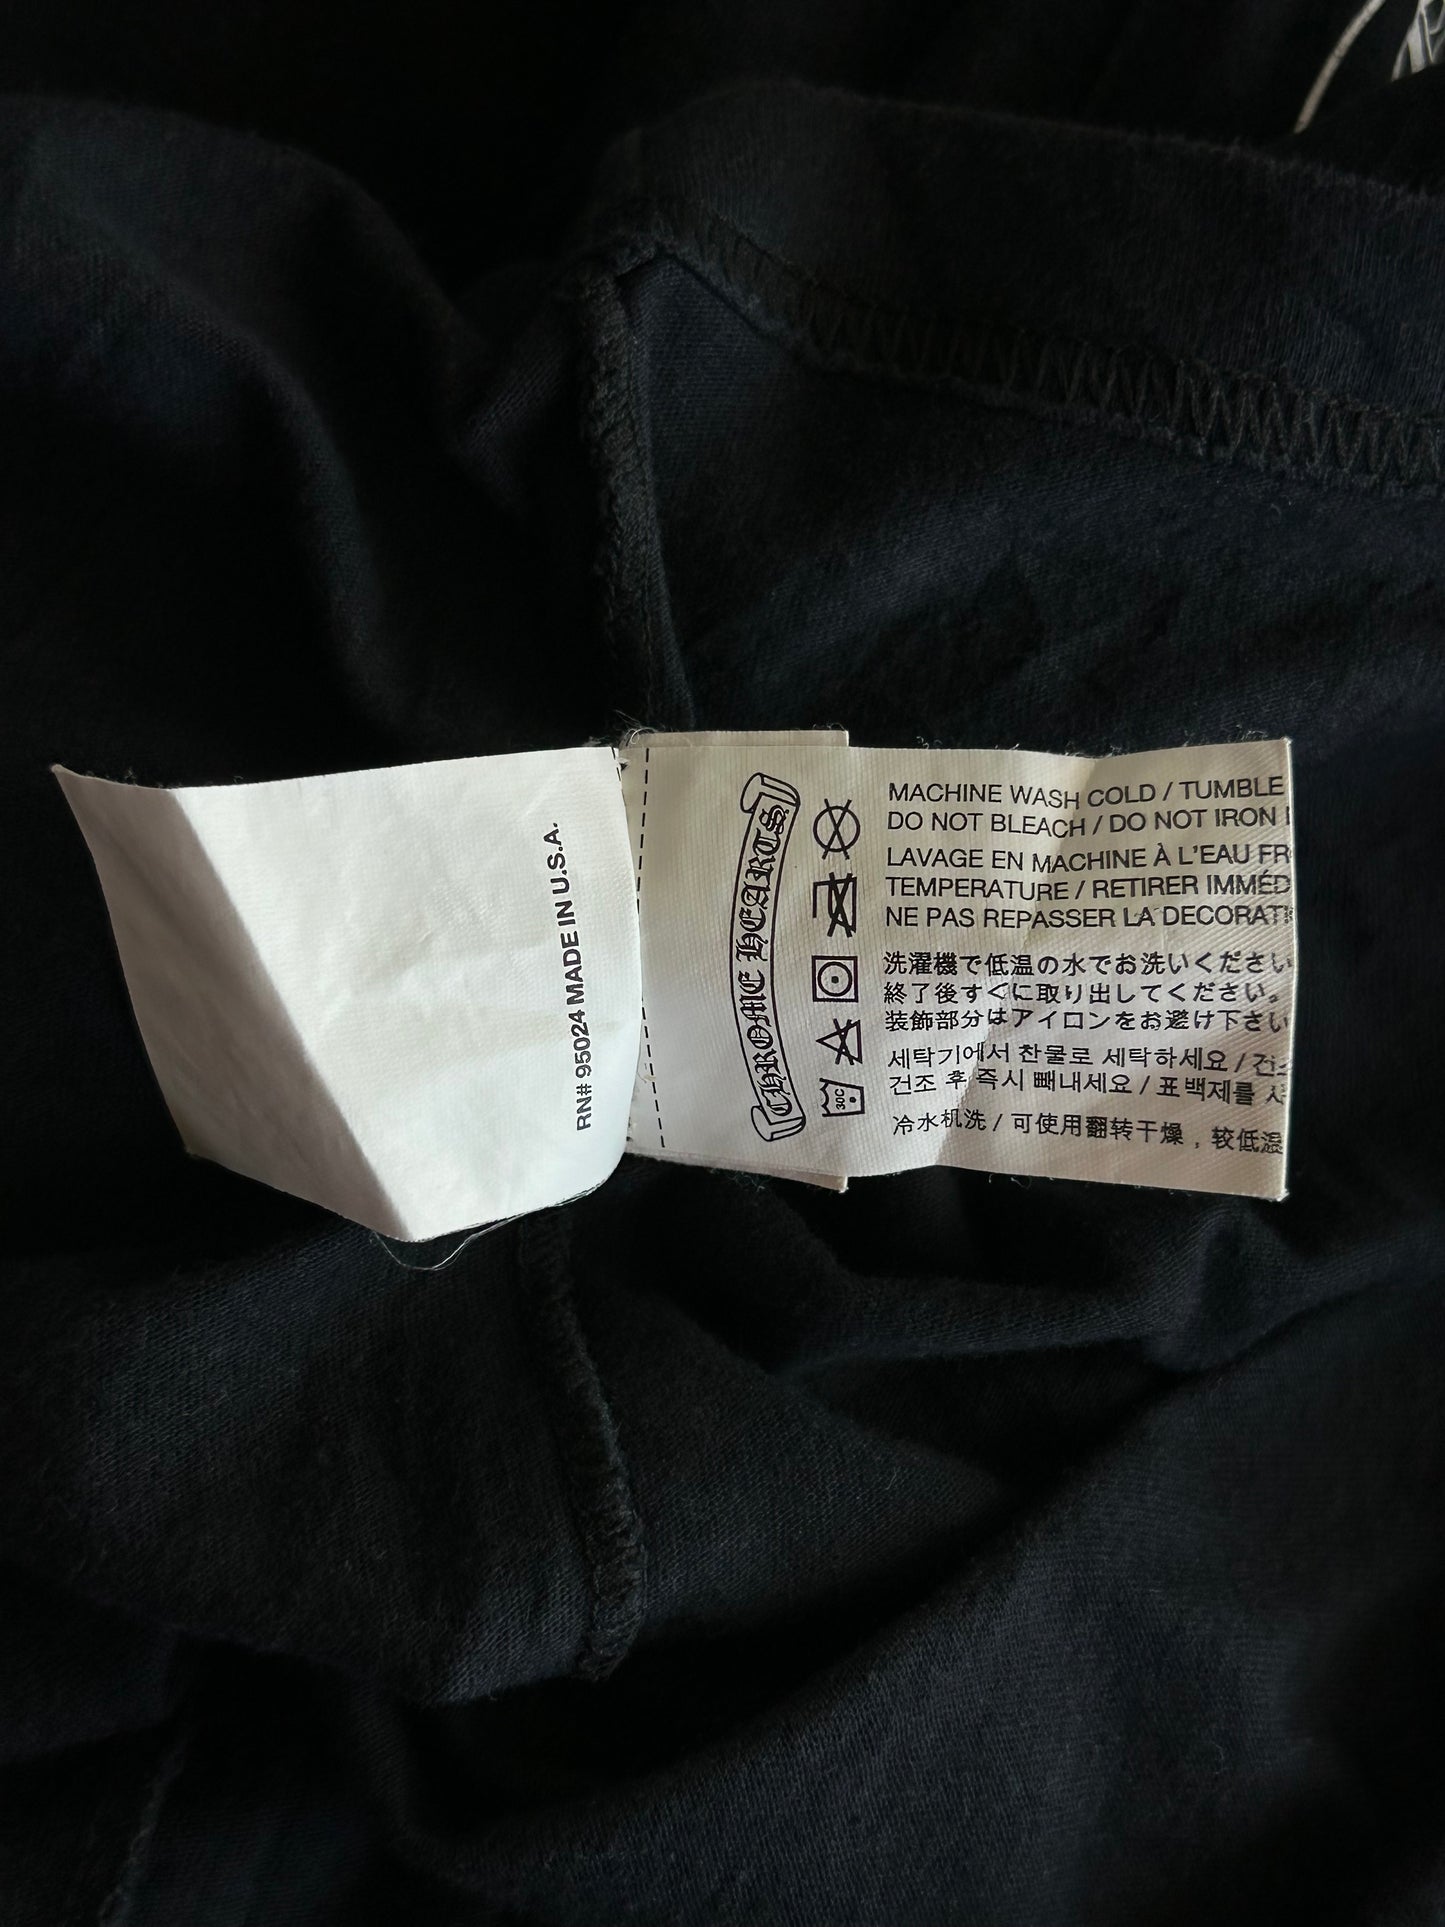 RN# 95024 MADE IN U.S.A.
CHROME HEARTS
30C
MACHINE WASH COLD / TUMBLE
DO NOT BLEACH / DO NOT IRON
LAVAGE EN MACHINE À L'EAU
TEMPERATURE / RETIRER
NE PAS REPASSER LA
洗濯機で低温の水でお洗いください
終了後すぐに取り出してください。
装飾部分はアイロンをお避け下さい
세탁기에서 찬물로 세탁하세요 /
건조 후 즉시 빼내세요 / 표백제를
冷水机洗 / 可使用翻转干燥，较低温